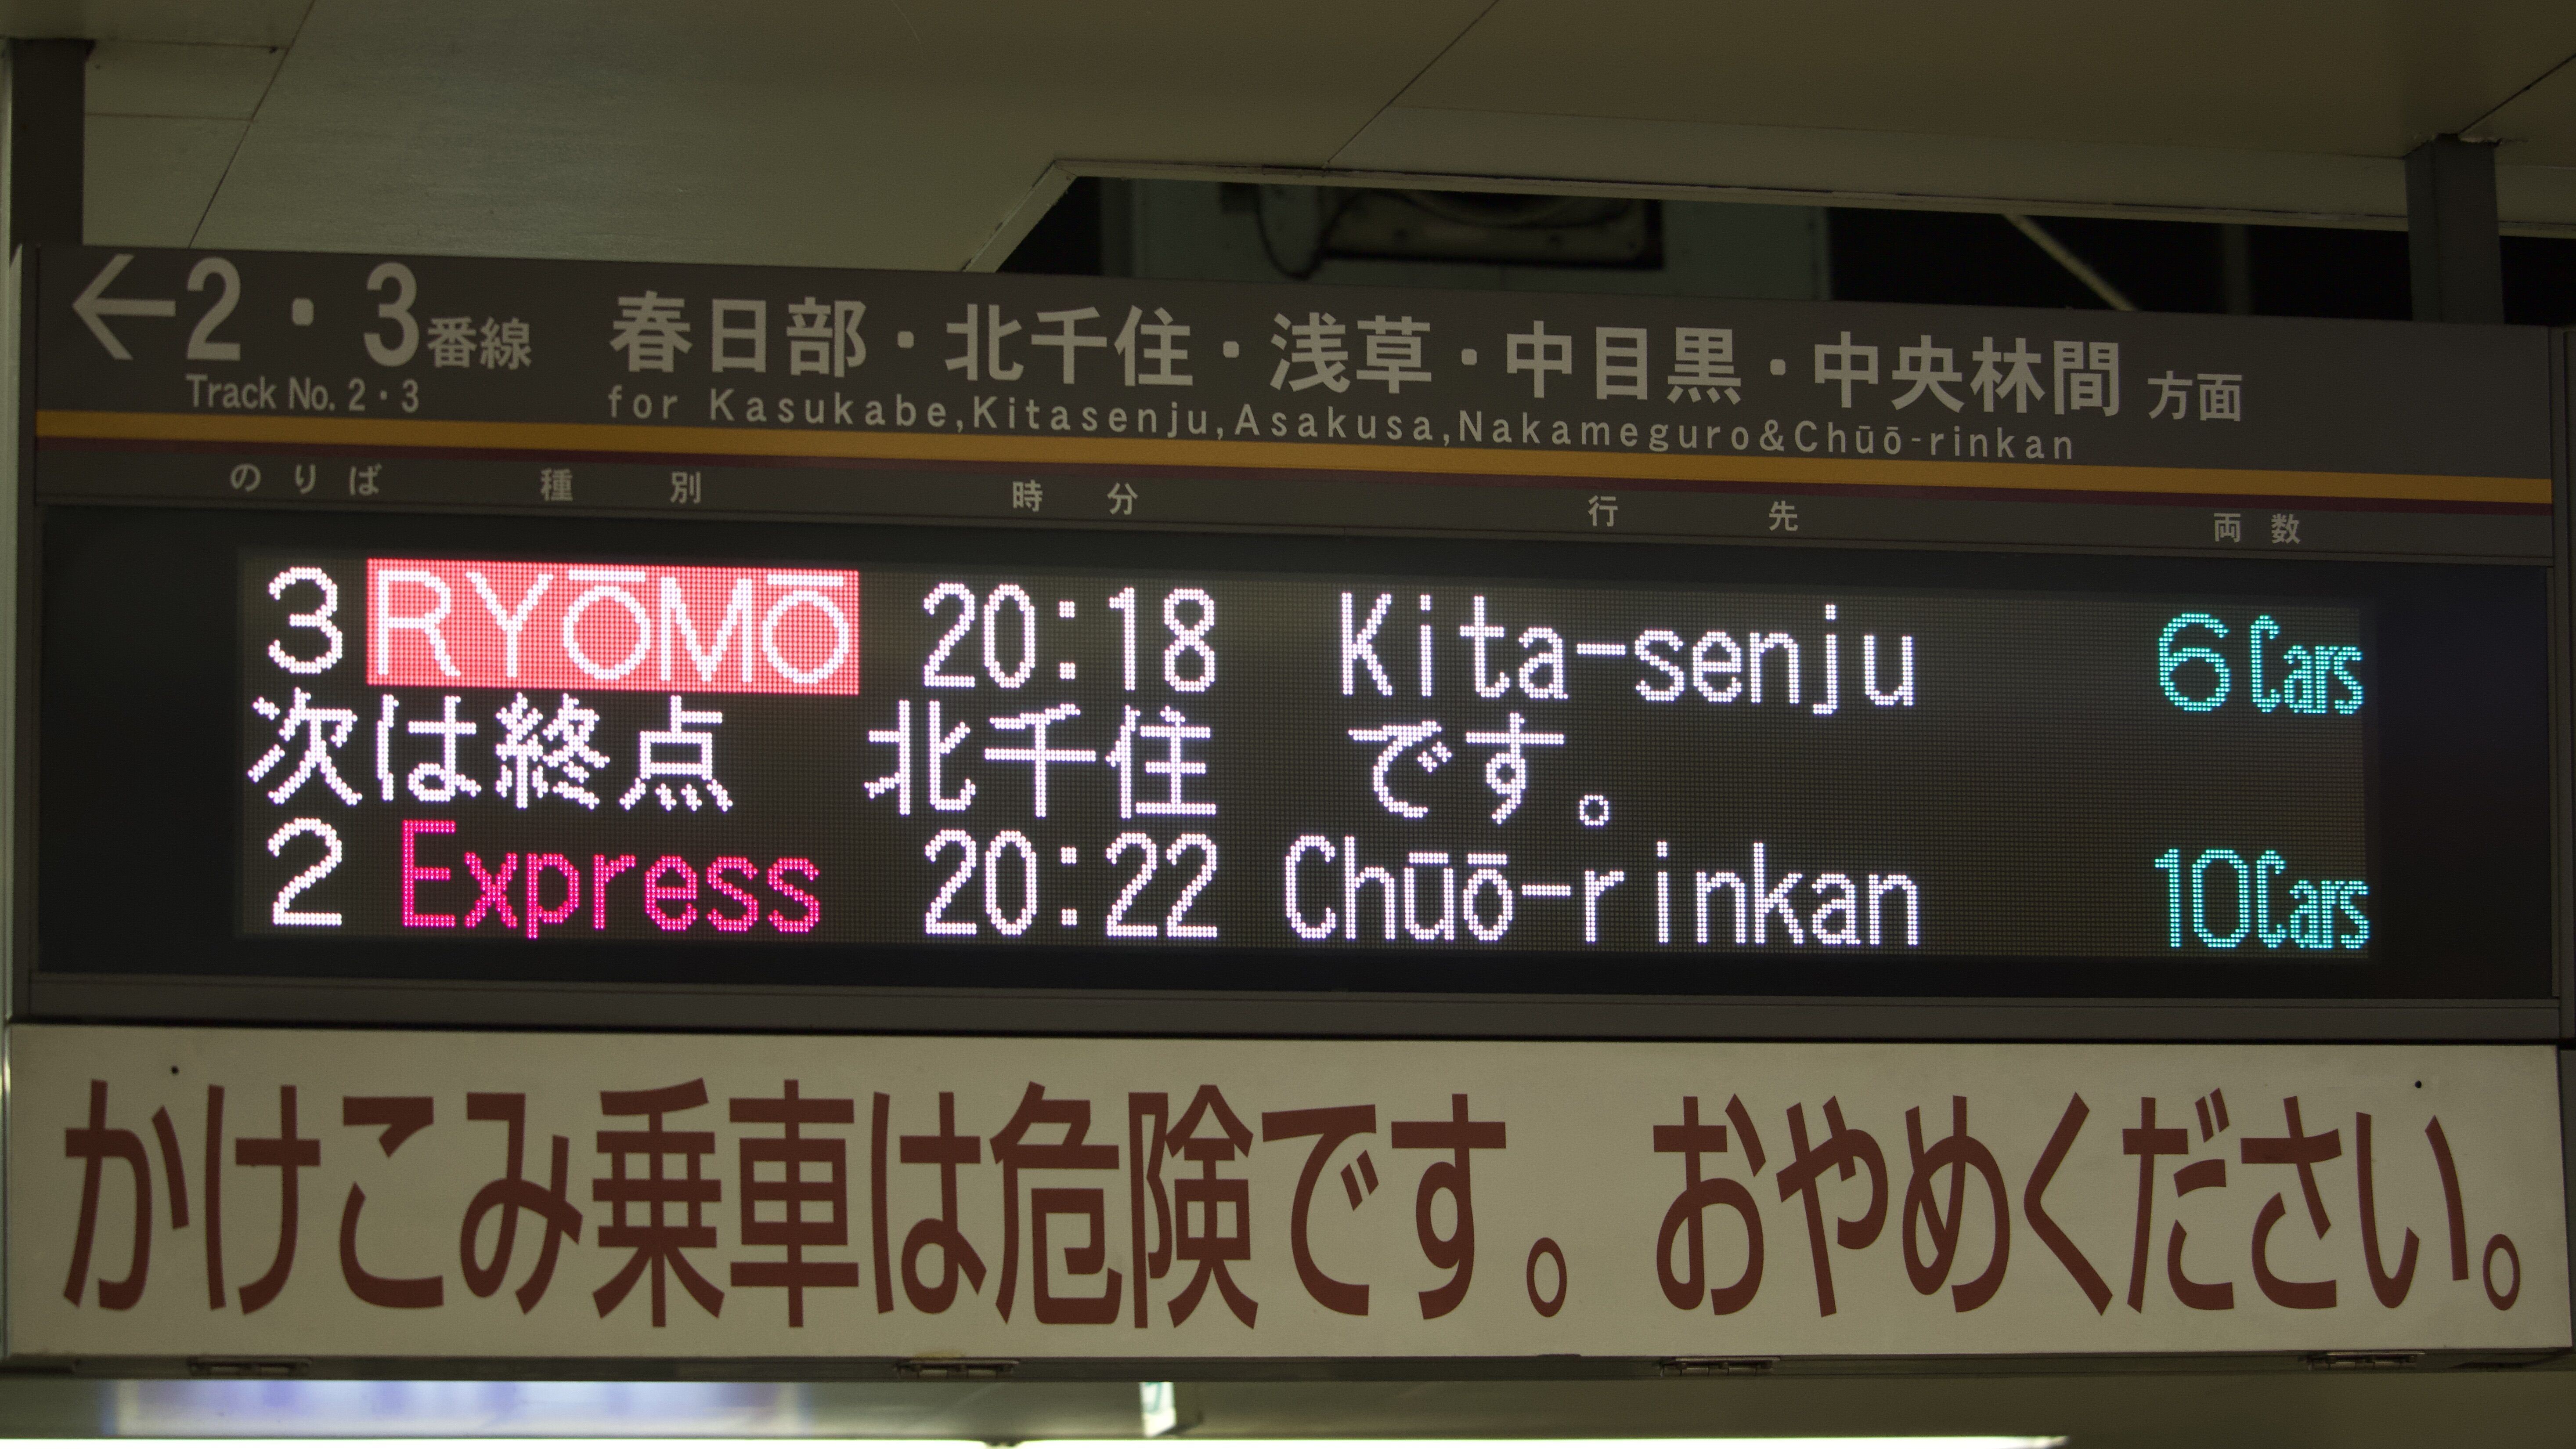 ←2・3番線 春日部・北千住・浅草・中目黒・中央林間 方面
Track No. 2・3 for Kasukabe,Kitasenju,Asakusa,Nakameguro&Chūō-rinkan
のりば 種別 時分 行先 両数
3 RYŌMŌ 20:18 Kita-senju 6Cars
次は終点 北千住 です。
2 Express 20:22 Chūō-rinkan 10Cars
かけこみ乗車は危険です。おやめください。